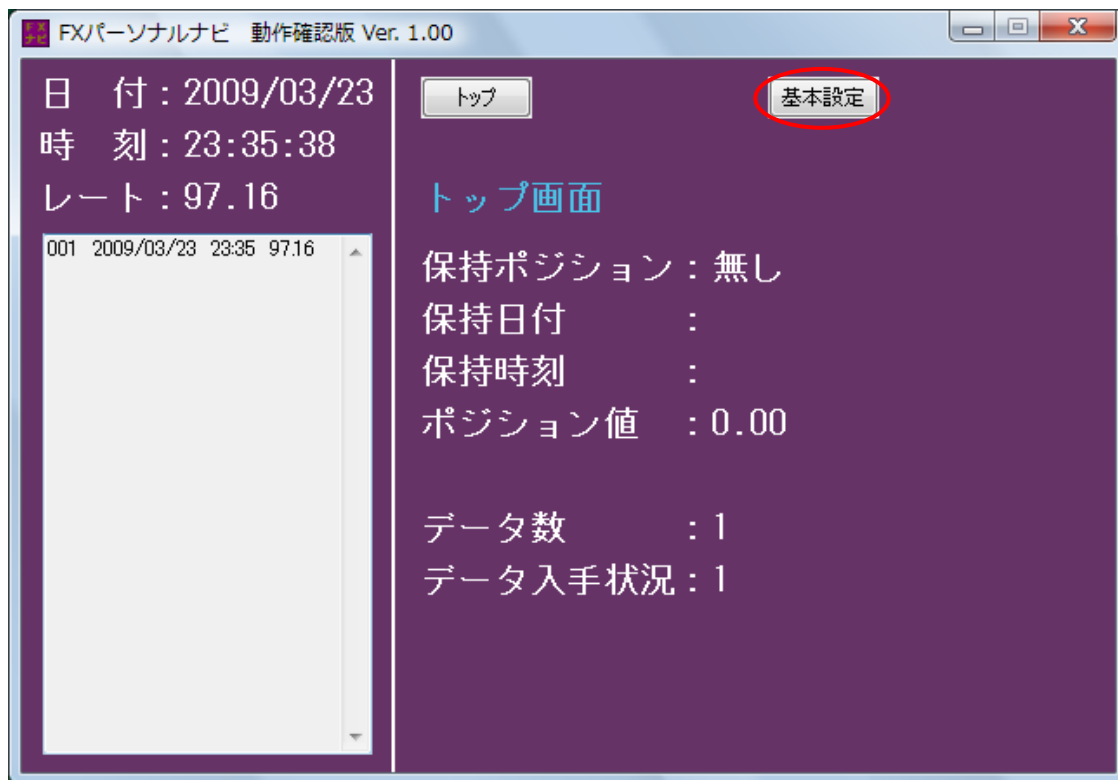 FXパーソナルナビ 動作確認版 Ver. 1.00
日 付：2009/03/23
時 刻：23:35:38
レート：97.16
001 2009/03/23 23:35 97.16
トップ
基本設定
トップ画面
保持ポジション：無し
保持日付 ：
保持時刻 ：
ポジション値 ：0.00
データ数 ：1
データ入手状況：1